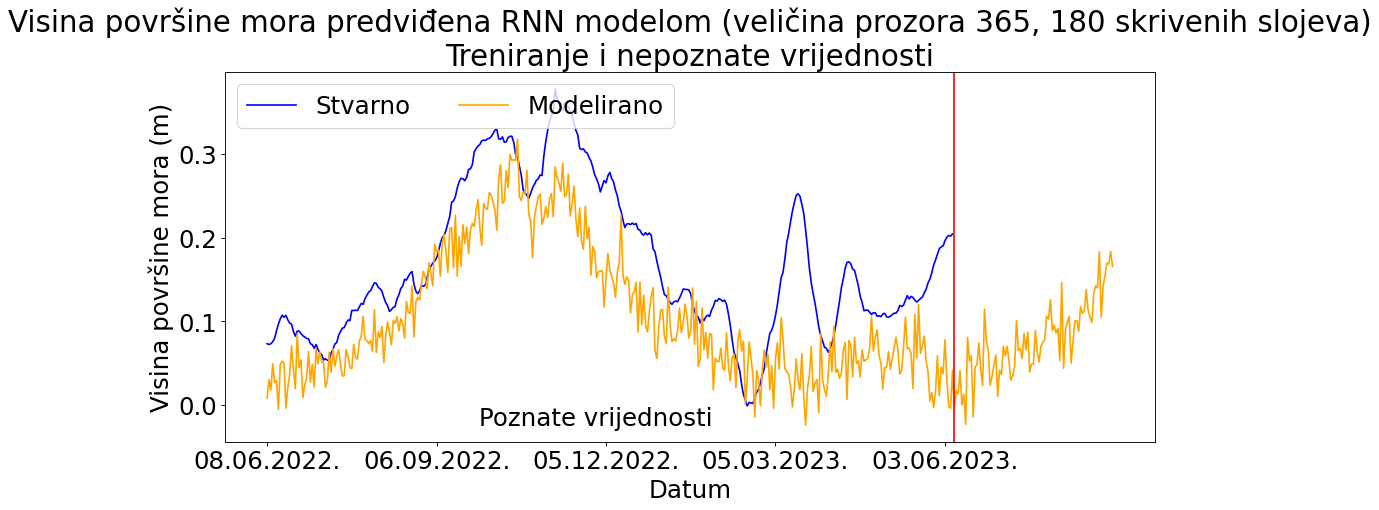 Visina površine mora predviđena RNN modelom (veličina prozora 365, 180 skrivenih slojeva)
Treniranje i nepoznate vrijednosti
Stvarno
Modelirano
Visina površine mora (m)
0.3
0.2
0.1
0.0
Poznate vrijednosti
08.06.2022.
06.09.2022.
05.12.2022.
05.03.2023.
03.06.2023.
Datum